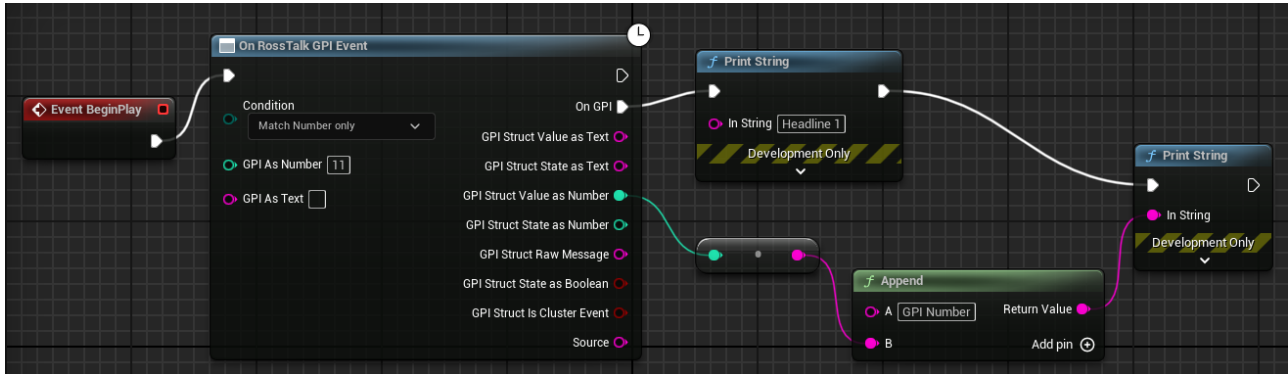 Event BeginPlay
On RossTalk GPI Event
Condition
Match Number only
GPI As Number 11
GPI As Text
On GPI
GPI Struct Value as Text
GPI Struct State as Text
GPI Struct Value as Number
GPI Struct State as Number
GPI Struct Raw Message
GPI Struct State as Boolean
GPI Struct Is Cluster Event
Source
f Print String
In String Headline 1
Development Only
f Append
A GPI Number Return Value
B Add pin
f Print String
In String
Development Only